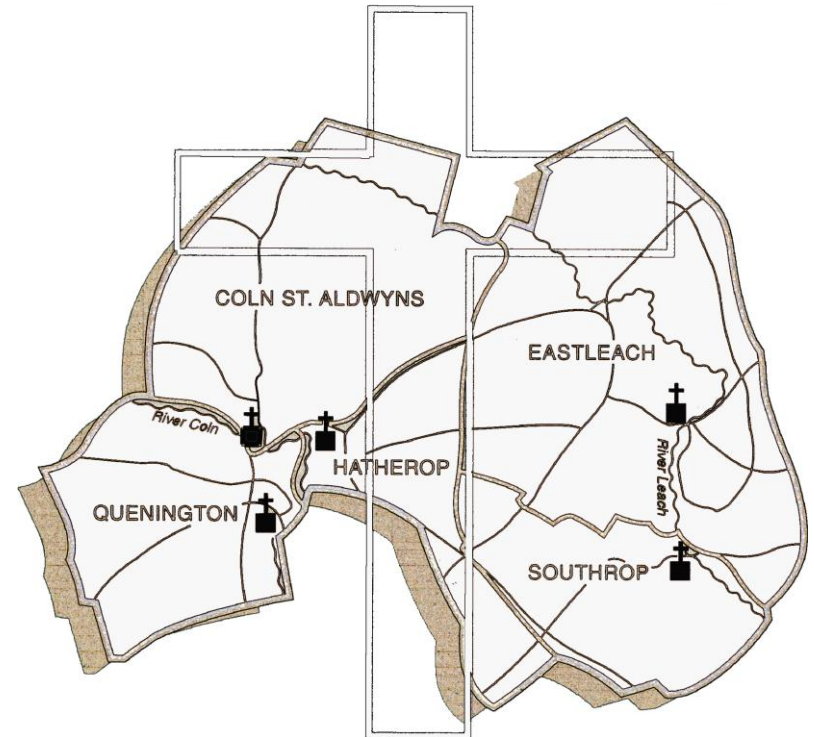 COLN ST. ALDWYNS
EASTLEACH
River Coln
HATHEROP
River Leach
QUENINGTON
SOUTHROP